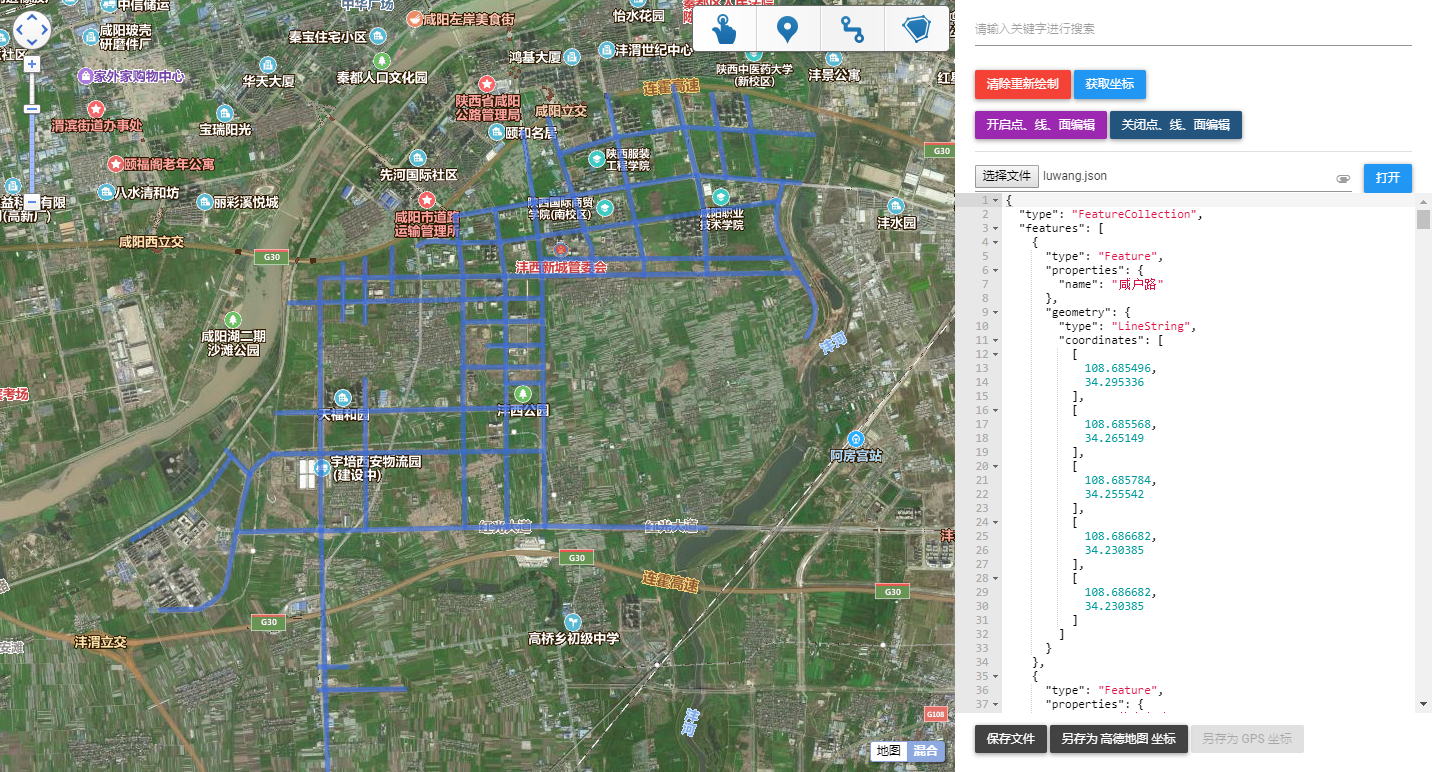 中信储运
中华广场
怡水花园
咸阳左岸美食街
咸阳玻壳
研磨件厂
秦宝住宅小区
鸿基大厦
沣渭世纪中心
陕西中医药大学
(新校区)
沣景公寓
家外家购物中心
华天大厦
秦都人口文化园
连霍高速
陕西省咸阳
公路管理局
咸阳立交
渭滨街道办事处
宝瑞阳光
颐和名居
G30
颐福阁老年公寓
先河国际社区
陕西服装
工程学院
八水清和坊
丽彩溪悦城
咸阳市道路
运输管理所
陕西国际商贸
学院(南校区)
咸阳职业
技术学院
沣水园
咸阳西立交
G30
沣西新城管委会
咸阳湖二期
沙滩公园
沣河
天福和园
沣西公园
阿房宫站
宇培西安物流园
(建设中)
红光大道
红光大道
G30
连霍高速
G30
G30
沣渭立交
高桥乡初级中学
沣河
G108
地图
混合
请输入关键字进行搜索
清除重新绘制
获取坐标
开启点、线、面编辑
关闭点、线、面编辑
选择文件 luwang.json
打开
1 {
2 "type": "FeatureCollection",
3 "features": [
4 {
5 "type": "Feature",
6 "properties": {
7 "name": "咸户路"
8 },
9 "geometry": {
10 "type": "LineString",
11 "coordinates": [
12 [
13 108.685496,
14 34.295336
15 ],
16 [
17 108.685568,
18 34.265149
19 ],
20 [
21 108.685784,
22 34.255542
23 ],
24 [
25 108.686682,
26 34.230385
27 ],
28 [
29 108.686682,
30 34.230385
31 ]
32 ]
33 }
34 },
35 {
36 "type": "Feature",
37 "properties": {
保存文件
另存为 高德地图 坐标
另存为 GPS 坐标